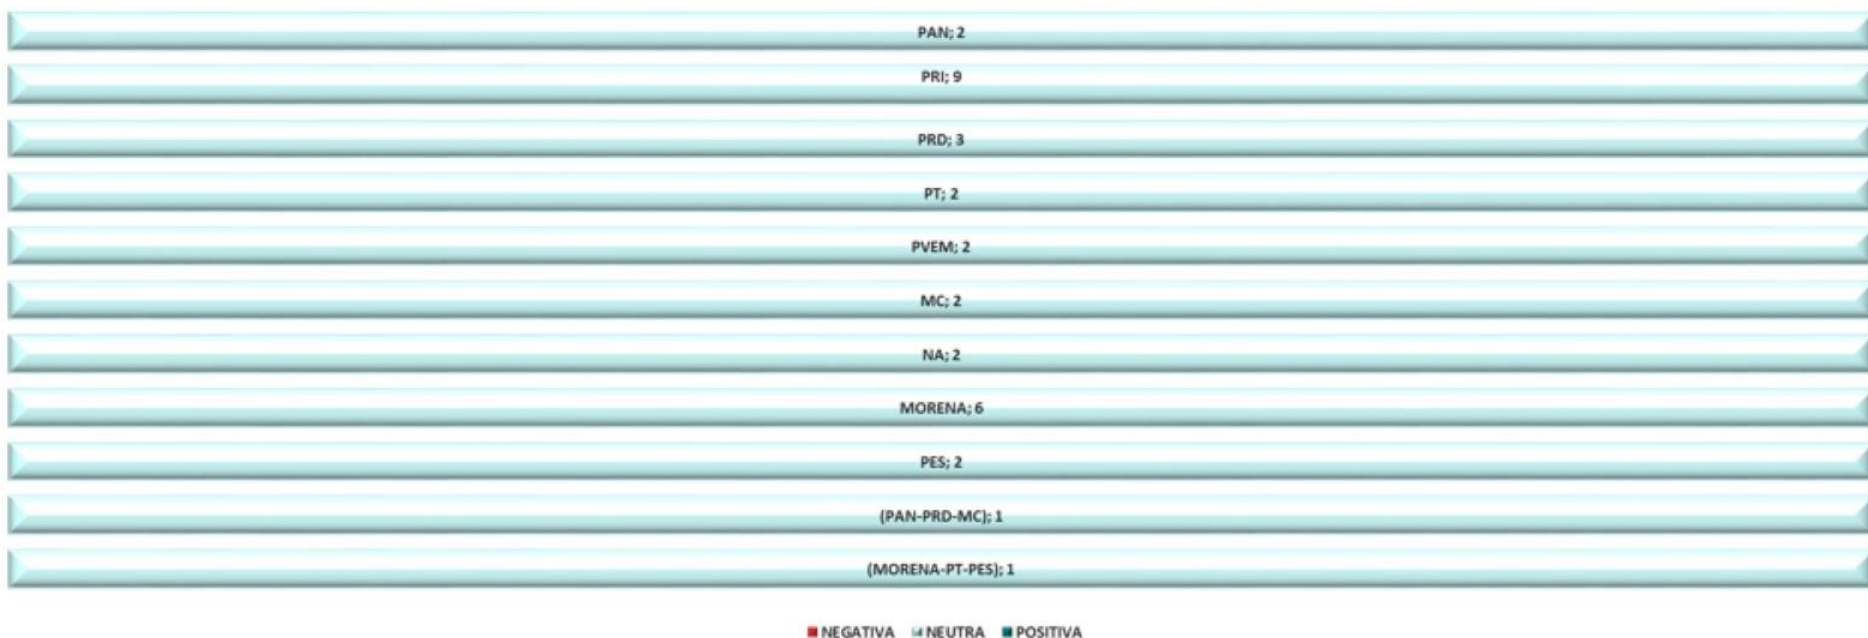 PAN; 2
PRI; 9
PRD; 3
PT; 2
PVEM; 2
MC; 2
NA; 2
MORENA; 6
PES; 2
(PAN-PRD-MC); 1
(MORENA-PT-PES); 1
NEGATIVA NEUTRA POSITIVA